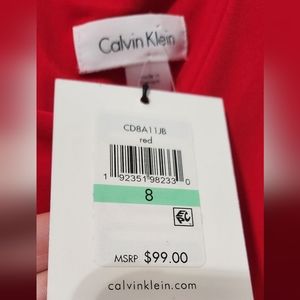 Calvin Klein
CD8A11JB
red
1 92351 98233 0
8
MSRP $99.00
calvinklein.com